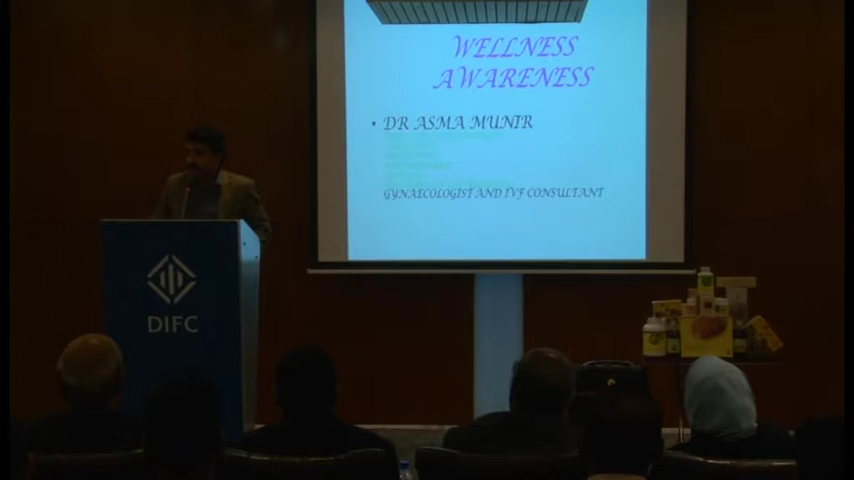 WELLNESS
AWARENESS
• DR ASMA MUNIR
GYNAECOLOGIST AND IVF CONSULTANT
DIFC